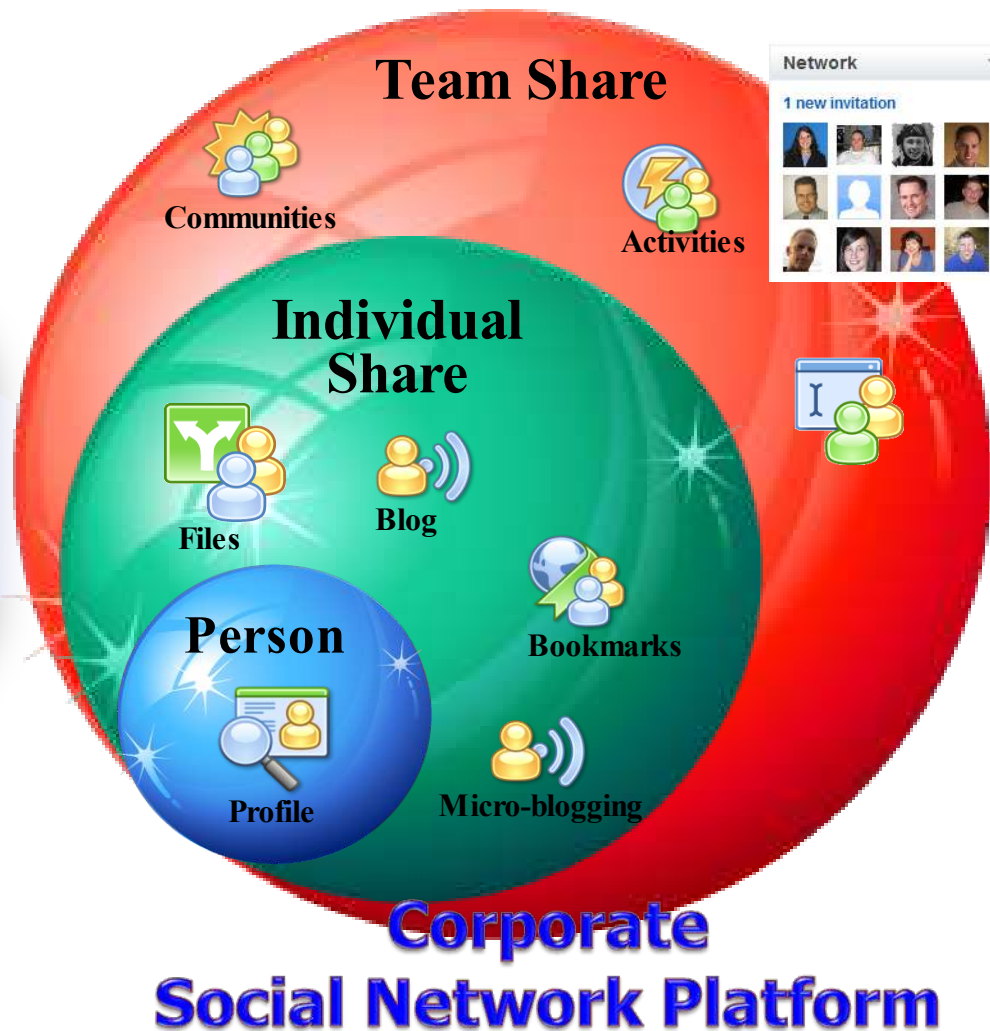 Team Share
Network
1 new invitation
Communities
Activities
Individual
Share
Files
Blog
Bookmarks
Person
Profile
Micro-blogging
Corporate
Social Network Platform